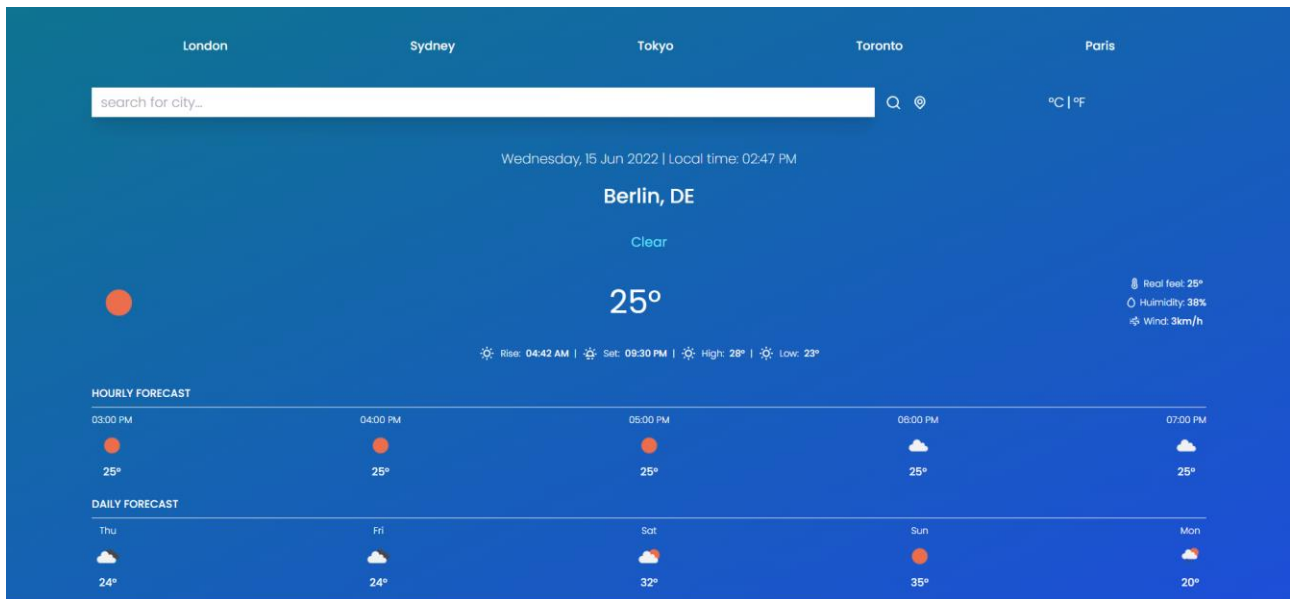 London Sydney Tokyo Toronto Paris
search for city...
°C | °F
Wednesday, 15 Jun 2022 | Local time: 02:47 PM
Berlin, DE
Clear
25°
Real feel: 25°
Huimidity: 38%
Wind: 3km/h
Rise: 04:42 AM | Set: 09:30 PM | High: 28° | Low: 23°
HOURLY FORECAST
03:00 PM 04:00 PM 05:00 PM 06:00 PM 07:00 PM
25° 25° 25° 25° 25°
DAILY FORECAST
Thu Fri Sat Sun Mon
24° 24° 32° 35° 20°